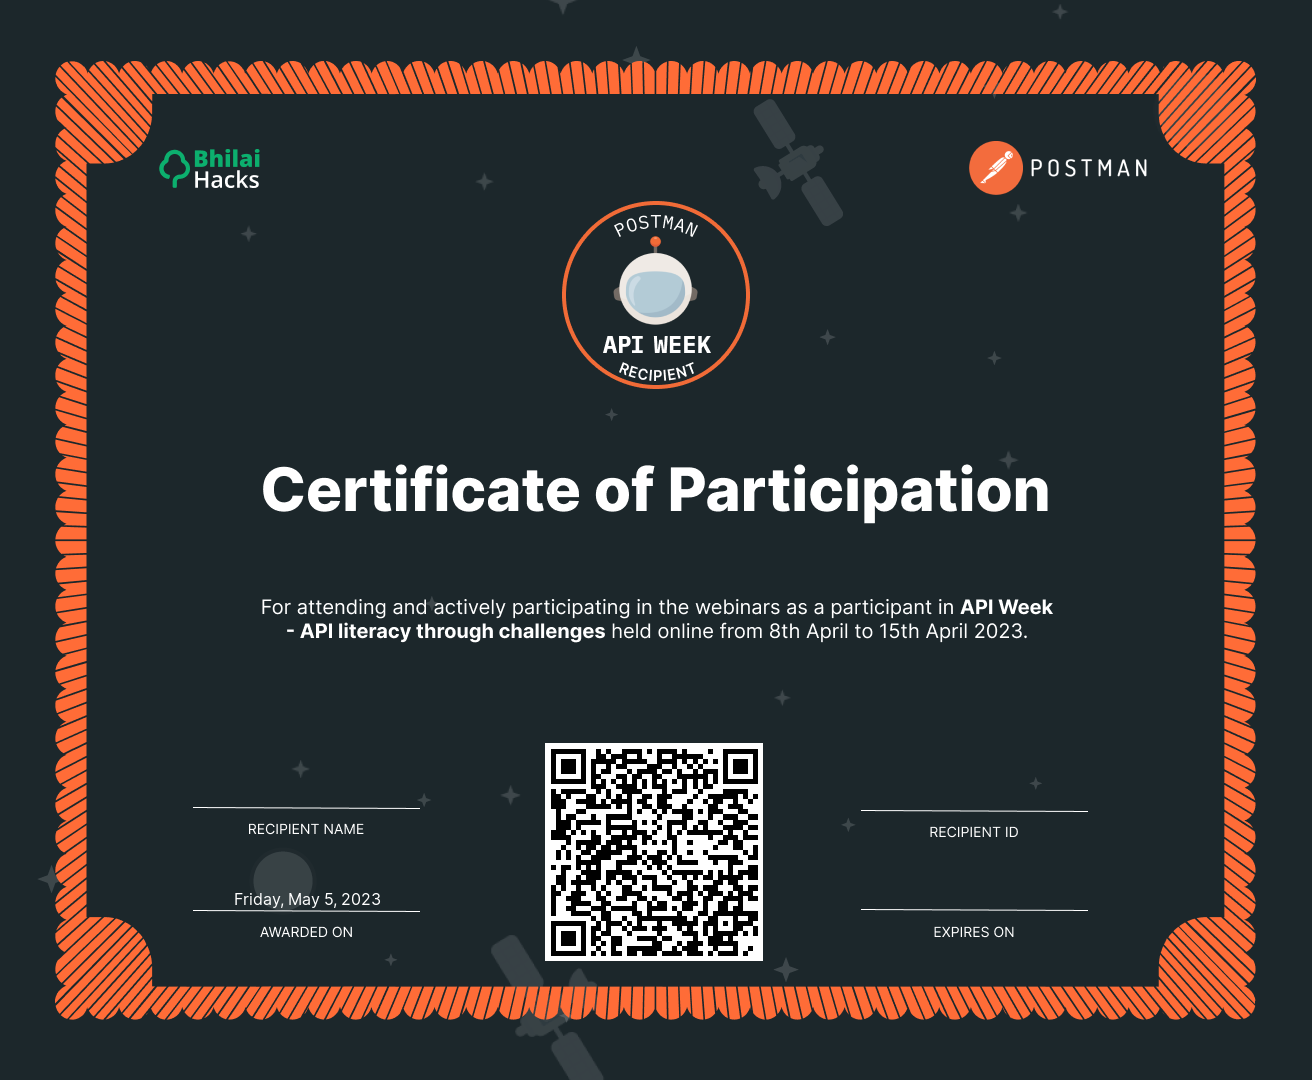 Bhilai
Hacks
POSTMAN
POSTMAN
API WEEK
RECIPIENT
Certificate of Participation
For attending and actively participating in the webinars as a participant in API Week
- API literacy through challenges held online from 8th April to 15th April 2023.
RECIPIENT NAME
RECIPIENT ID
Friday, May 5, 2023
AWARDED ON
EXPIRES ON